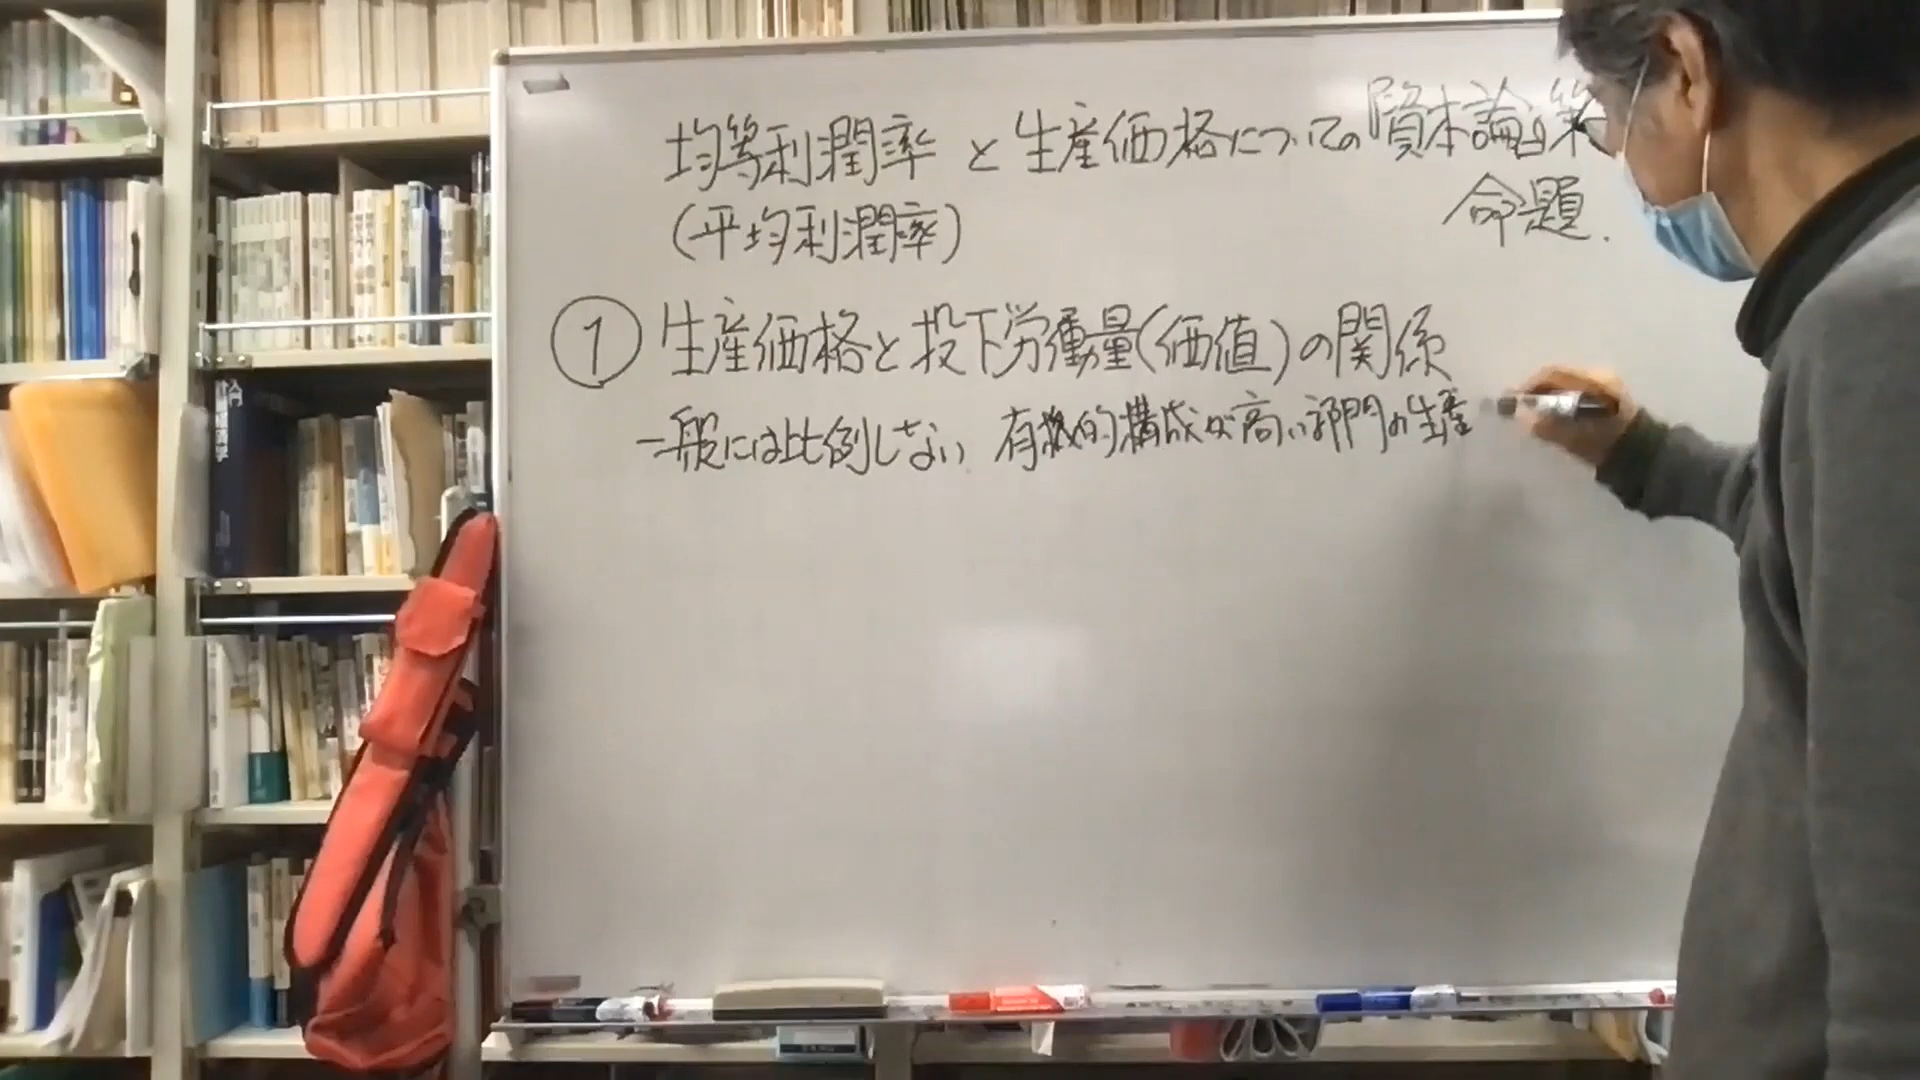 均等利潤率と生産価格についての『資本論』第
(平均利潤率)
命題.
① 生産価格と投下労働量(価値)の関係
一般には比例しない 有機的構成が高い部門の生産